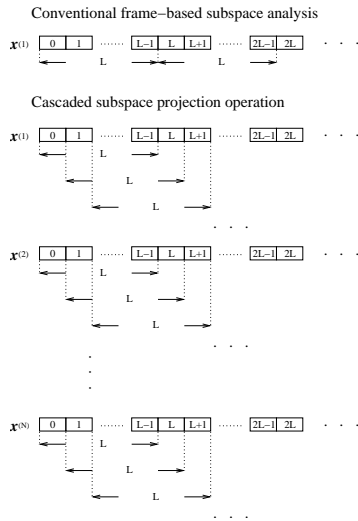 Conventional frame-based subspace analysis
x(1) 0 1 ........ L-1 L L+1 ........ 2L-1 2L . . .
L L
Cascaded subspace projection operation
x(1) 0 1 ........ L-1 L L+1 ........ 2L-1 2L . . .
L
L
L
. . .
x(2) 0 1 ........ L-1 L L+1 ........ 2L-1 2L . . .
L
L
L
. . .
.
.
.
x(N) 0 1 ........ L-1 L L+1 ........ 2L-1 2L . . .
L
L
L
. . .